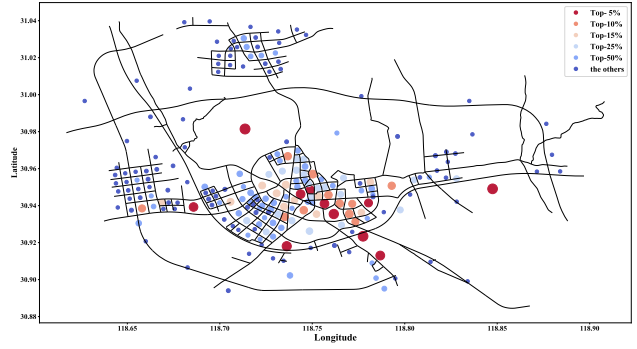 Top- 5%
Top-10%
Top-15%
Top-25%
Top-50%
the others
Latitude
31.04
31.02
31.00
30.98
30.96
30.94
30.92
30.90
30.88
118.65
118.70
118.75
118.80
118.85
118.90
Longitude